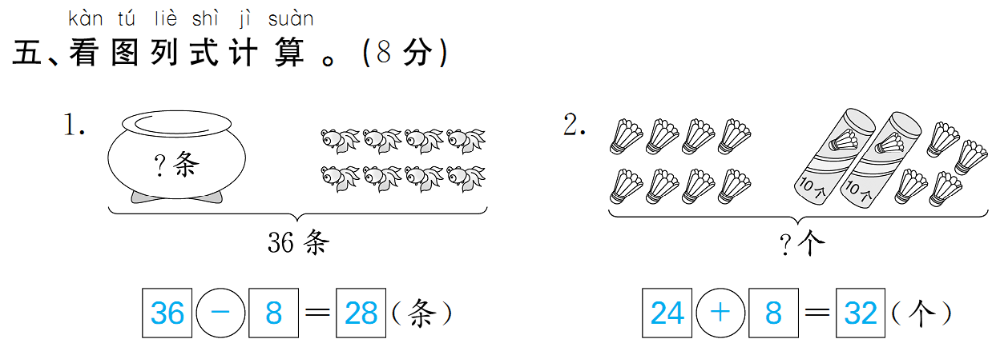 kàn tú liè shì jì suàn
五、看图列式计算。(8分)
1.
?条
36条
36 - 8 = 28 (条)
2.
10个 10个
?个
24 + 8 = 32 (个)